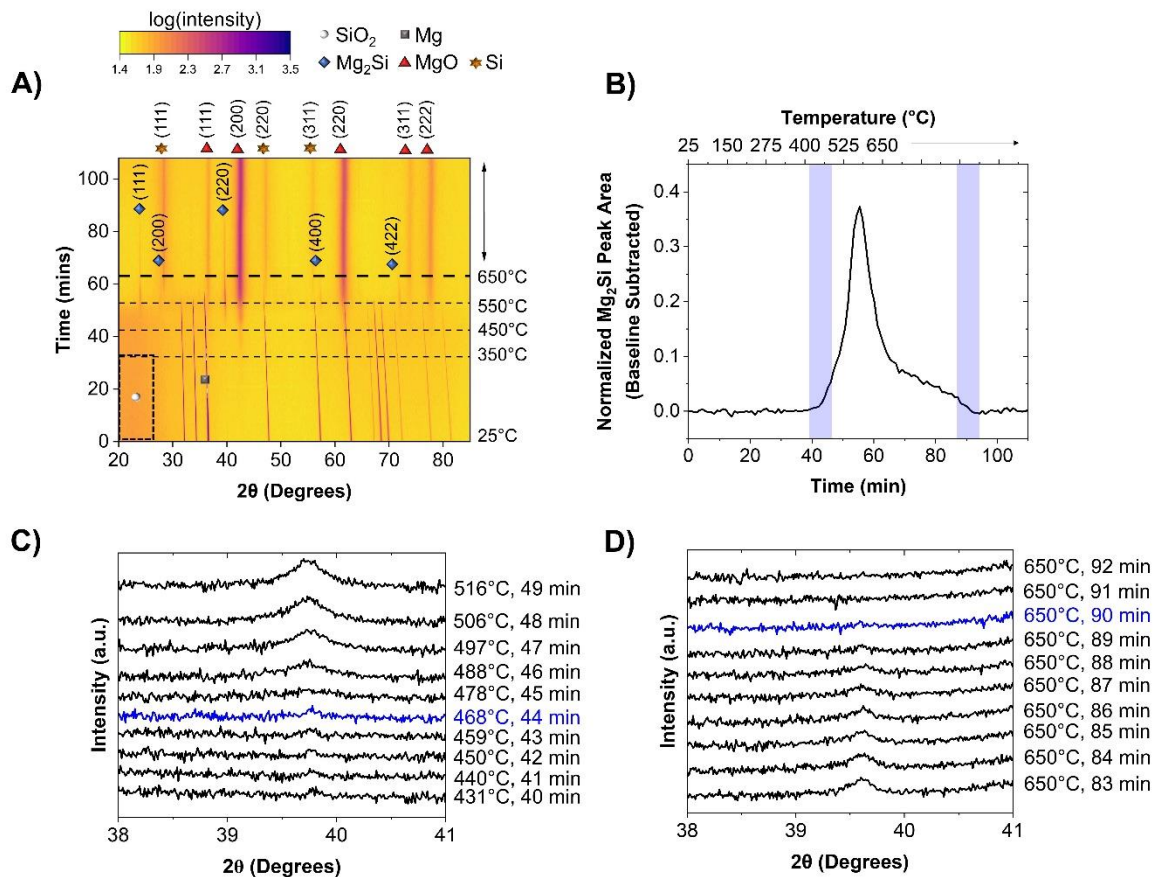 log(intensity)
1.4 1.9 2.3 2.7 3.1 3.5
SiO₂ Mg
Mg₂Si MgO Si
A)
(111) (111) (200) (220) (311) (220) (311) (222)
100
80
60
40
20
0
Time (mins)
(111) (200) (220) (400) (422)
650°C
550°C
450°C
350°C
25°C
20 30 40 50 60 70 80
2θ (Degrees)
B)
Temperature (°C)
25 150 275 400 525 650
0.4
0.3
0.2
0.1
0.0
Normalized Mg₂Si Peak Area
(Baseline Subtracted)
0 20 40 60 80 100
Time (min)
C)
Intensity (a.u.)
516°C, 49 min
506°C, 48 min
497°C, 47 min
488°C, 46 min
478°C, 45 min
468°C, 44 min
459°C, 43 min
450°C, 42 min
440°C, 41 min
431°C, 40 min
38 39 40 41
2θ (Degrees)
D)
Intensity (a.u.)
650°C, 92 min
650°C, 91 min
650°C, 90 min
650°C, 89 min
650°C, 88 min
650°C, 87 min
650°C, 86 min
650°C, 85 min
650°C, 84 min
650°C, 83 min
38 39 40 41
2θ (Degrees)